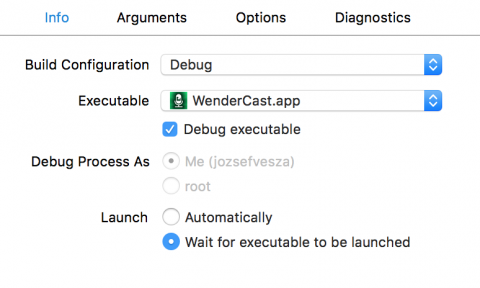 Info Arguments Options Diagnostics
Build Configuration Debug
Executable WenderCast.app
Debug executable
Debug Process As Me (jozsefvesza)
root
Launch Automatically
Wait for executable to be launched